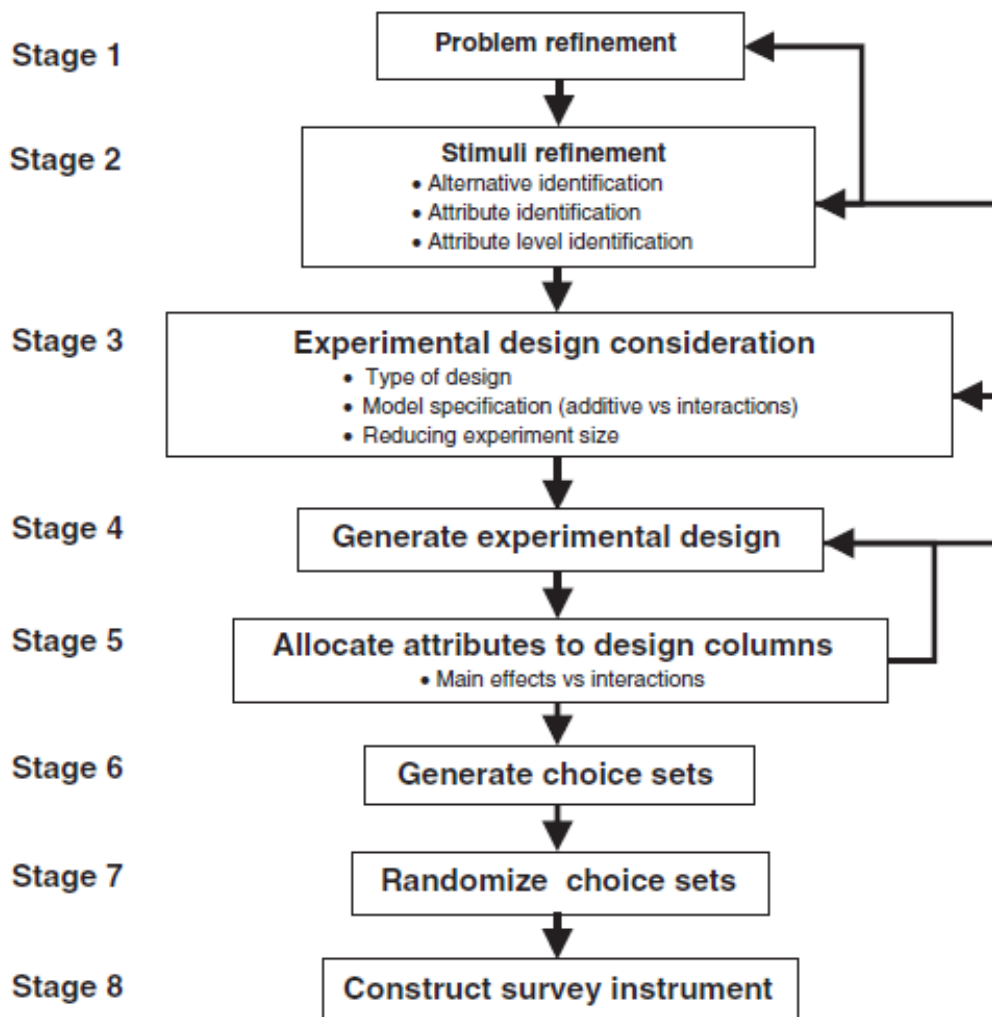 Stage 1
Problem refinement
Stage 2
Stimuli refinement
• Alternative identification
• Attribute identification
• Attribute level identification
Stage 3
Experimental design consideration
• Type of design
• Model specification (additive vs interactions)
• Reducing experiment size
Stage 4
Generate experimental design
Stage 5
Allocate attributes to design columns
• Main effects vs interactions
Stage 6
Generate choice sets
Stage 7
Randomize choice sets
Stage 8
Construct survey instrument